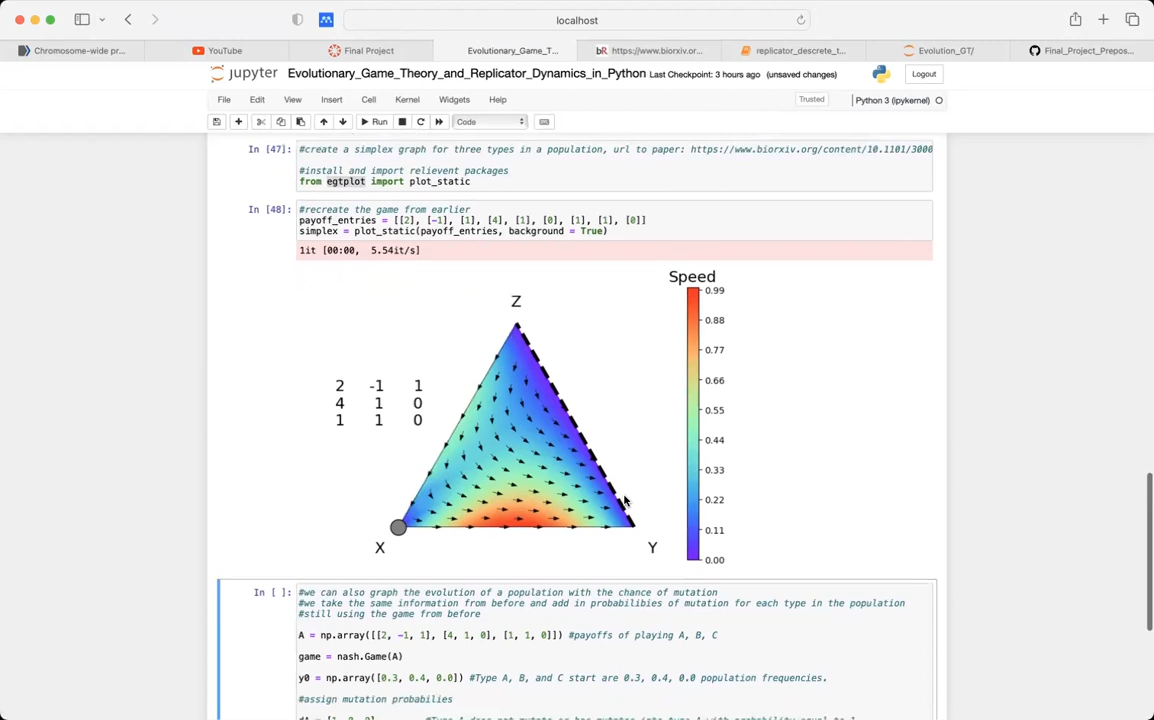 localhost
Chromosome-wide pr...
YouTube
Final Project
Evolutionary_Game_T...
https://www.biorxiv.or...
replicator_descrete_t...
Evolution_GT/
Final_Project_Prepos...
jupyter Evolutionary_Game_Theory_and_Replicator_Dynamics_in_Python Last Checkpoint: 3 hours ago (unsaved changes)
Logout
File Edit View Insert Cell Kernel Widgets Help
Trusted
Python 3 (ipykernel)
Run
Code
In [47]:
#create a simplex graph for three types in a population, url to paper: https://www.biorxiv.org/content/10.1101/3000
#install and import relievent packages
from egtplot import plot_static
In [48]:
#recreate the game from earlier
payoff_entries = [[2], [-1], [1], [4], [1], [0], [1], [1], [0]]
simplex = plot_static(payoff_entries, background = True)
1it [00:00, 5.54it/s]
Speed
Z
0.99
0.88
0.77
0.66
0.55
0.44
0.33
0.22
0.11
0.00
2 -1 1
4 1 0
1 1 0
X
Y
In [ ]:
#we can also graph the evolution of a population with the chance of mutation
#we take the same information from before and add in probabilibies of mutation for each type in the population
#still using the game from before
A = np.array([[2, -1, 1], [4, 1, 0], [1, 1, 0]]) #payoffs of playing A, B, C
game = nash.Game(A)
y0 = np.array([0.3, 0.4, 0.0]) #Type A, B, and C start are 0.3, 0.4, 0.0 population frequencies.
#assign mutation probabilies